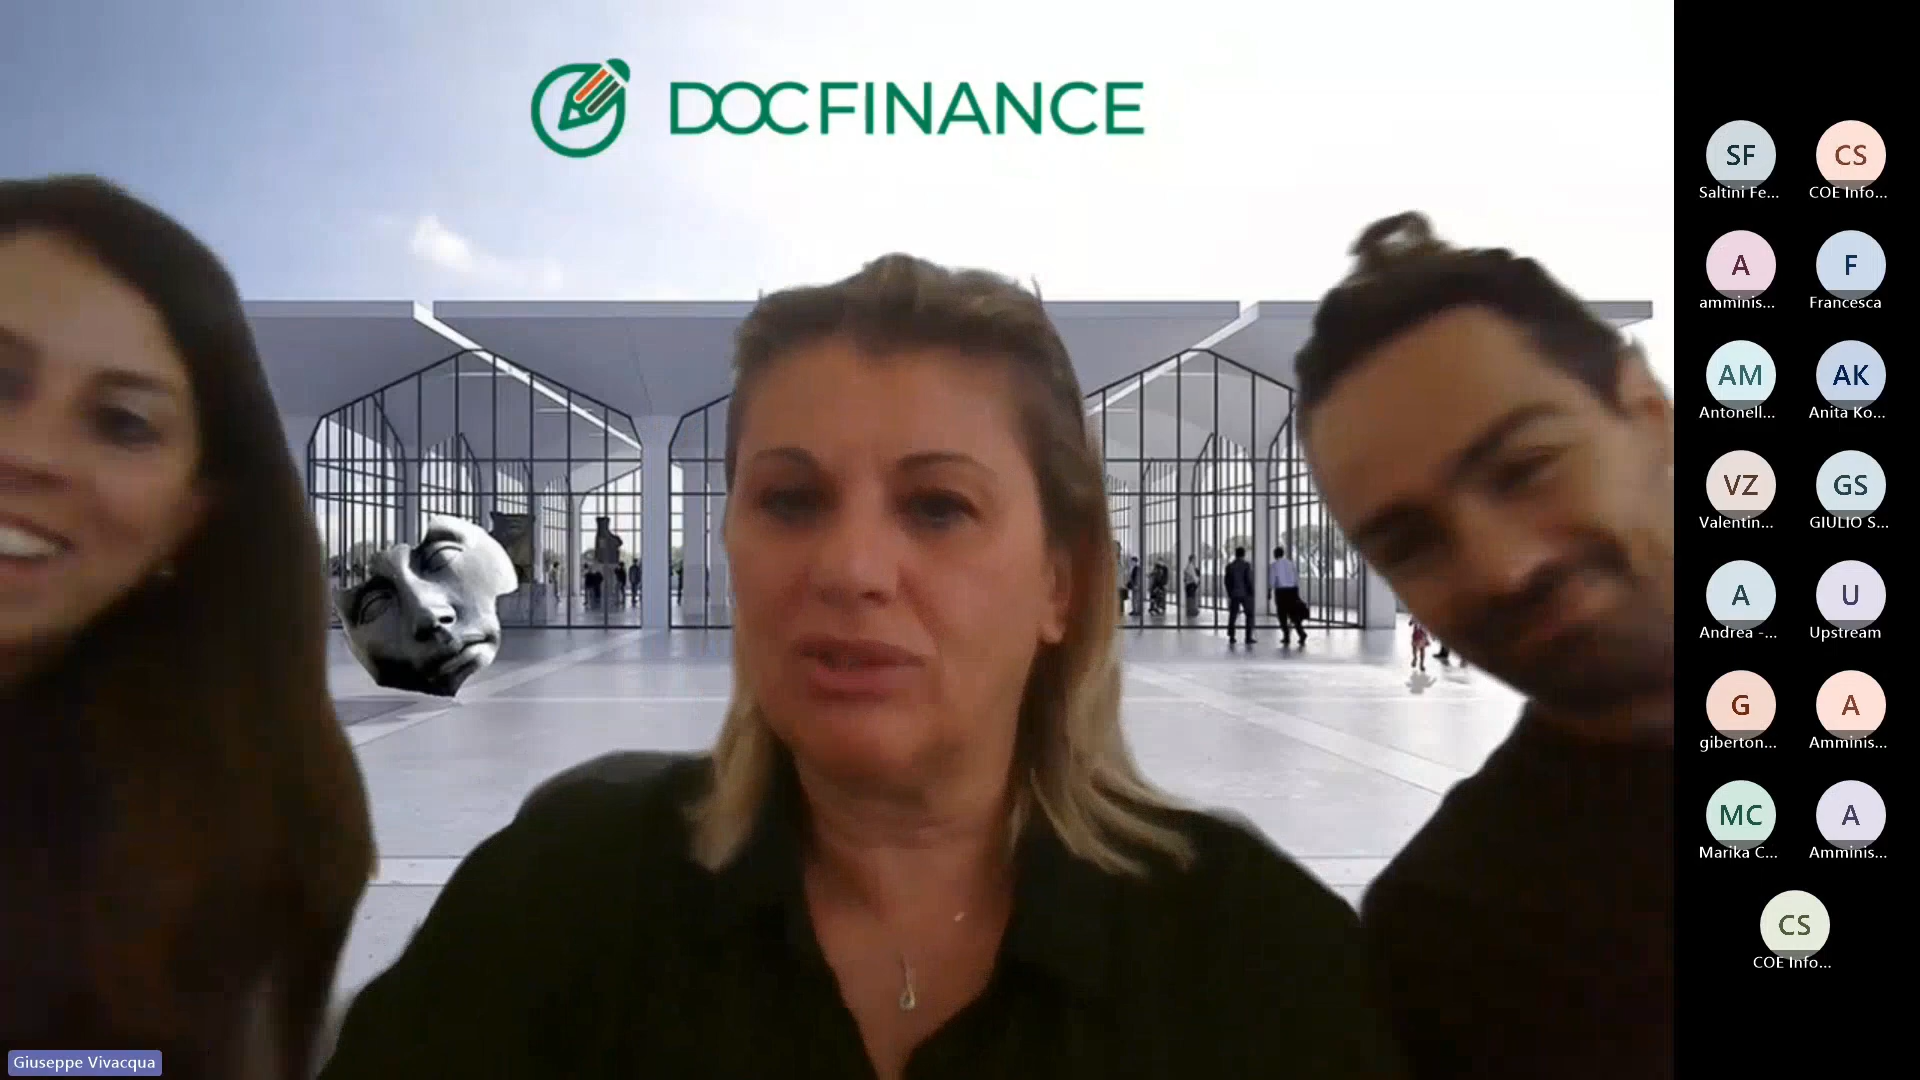 DOCFINANCE
SF
Saltini Fe...
CS
COE Info...
A
amminis...
F
Francesca
AM
Antonell...
AK
Anita Ko...
VZ
Valentin...
GS
GIULIO S...
A
Andrea -...
U
Upstream
G
giberton...
A
Amminis...
MC
Marika C...
A
Amminis...
CS
COE Info...
Giuseppe Vivacqua